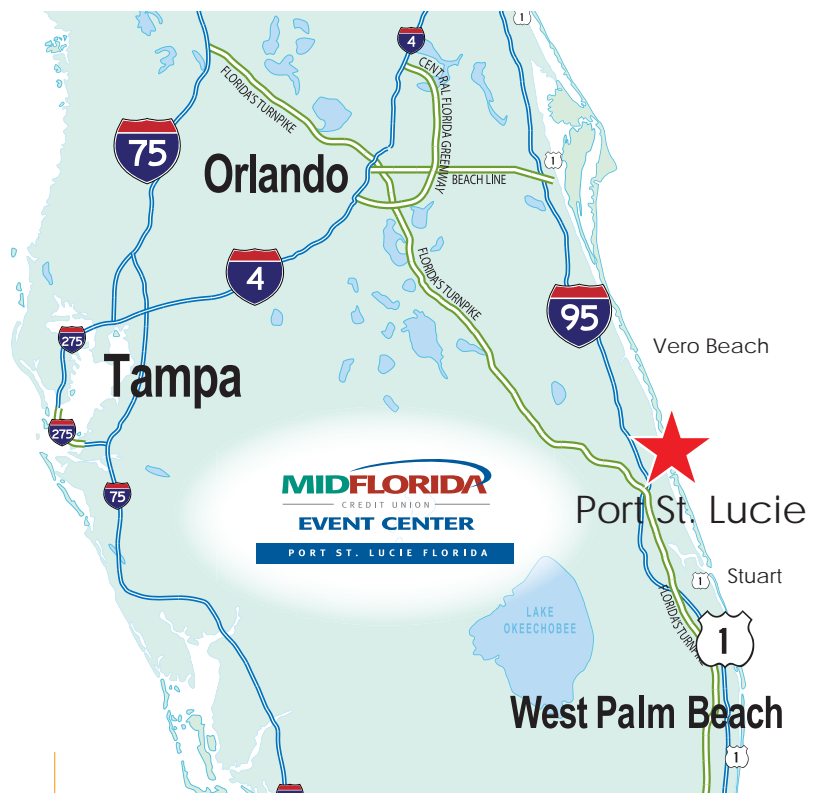 1
4
FLORIDA'S TURNPIKE
CENTRAL FLORIDA GREENWAY
75
Orlando
1
BEACH LINE
4
FLORIDA'S TURNPIKE
95
275
Vero Beach
Tampa
275
MIDFLORIDA
CREDIT UNION
EVENT CENTER
PORT ST. LUCIE FLORIDA
75
Port St. Lucie
1
Stuart
LAKE
OKEECHOBEE
FLORIDA'S TURNPI
1
West Palm Beach
1